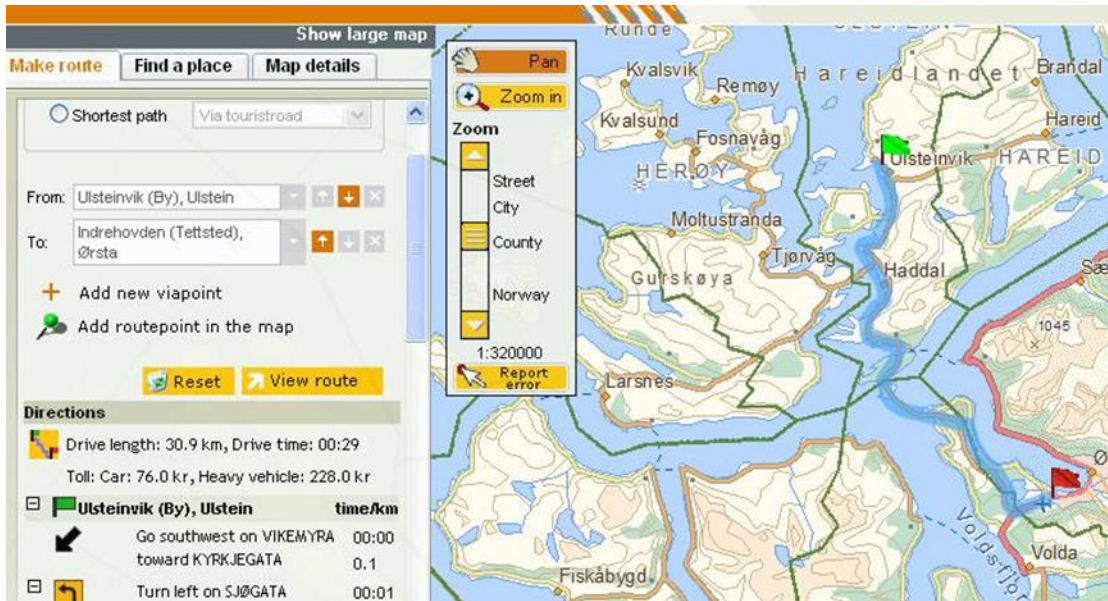 Show large map
Make route
Find a place
Map details
Shortest path
Via touristroad
From:
Ulsteinvik (By), Ulstein
To:
Indrehovden (Tettsted),
Ørsta
Add new viapoint
Add routepoint in the map
Reset
View route
Directions
Drive length: 30.9 km, Drive time: 00:29
Toll: Car: 76.0 kr, Heavy vehicle: 228.0 kr
Ulsteinvik (By), Ulstein
time/km
Go southwest on VIKEMYRA
00:00
toward KYRKJEGATA
0.1
Turn left on SJØGATA
00:01
Pan
Zoom in
Zoom
Street
City
County
Norway
1:320000
Report
error
Runde
Kvalsvik
Remøy
Hareidlandet
Brandal
Kvalsund
Fosnavåg
Hareid
Ulsteinvik
HAREID
HERØY
Moltustranda
Tjørvåg
Haddal
Gurskøya
Sæ
1045
Larsnes
Ø
Voldsfjor
Volda
Fiskåbygd